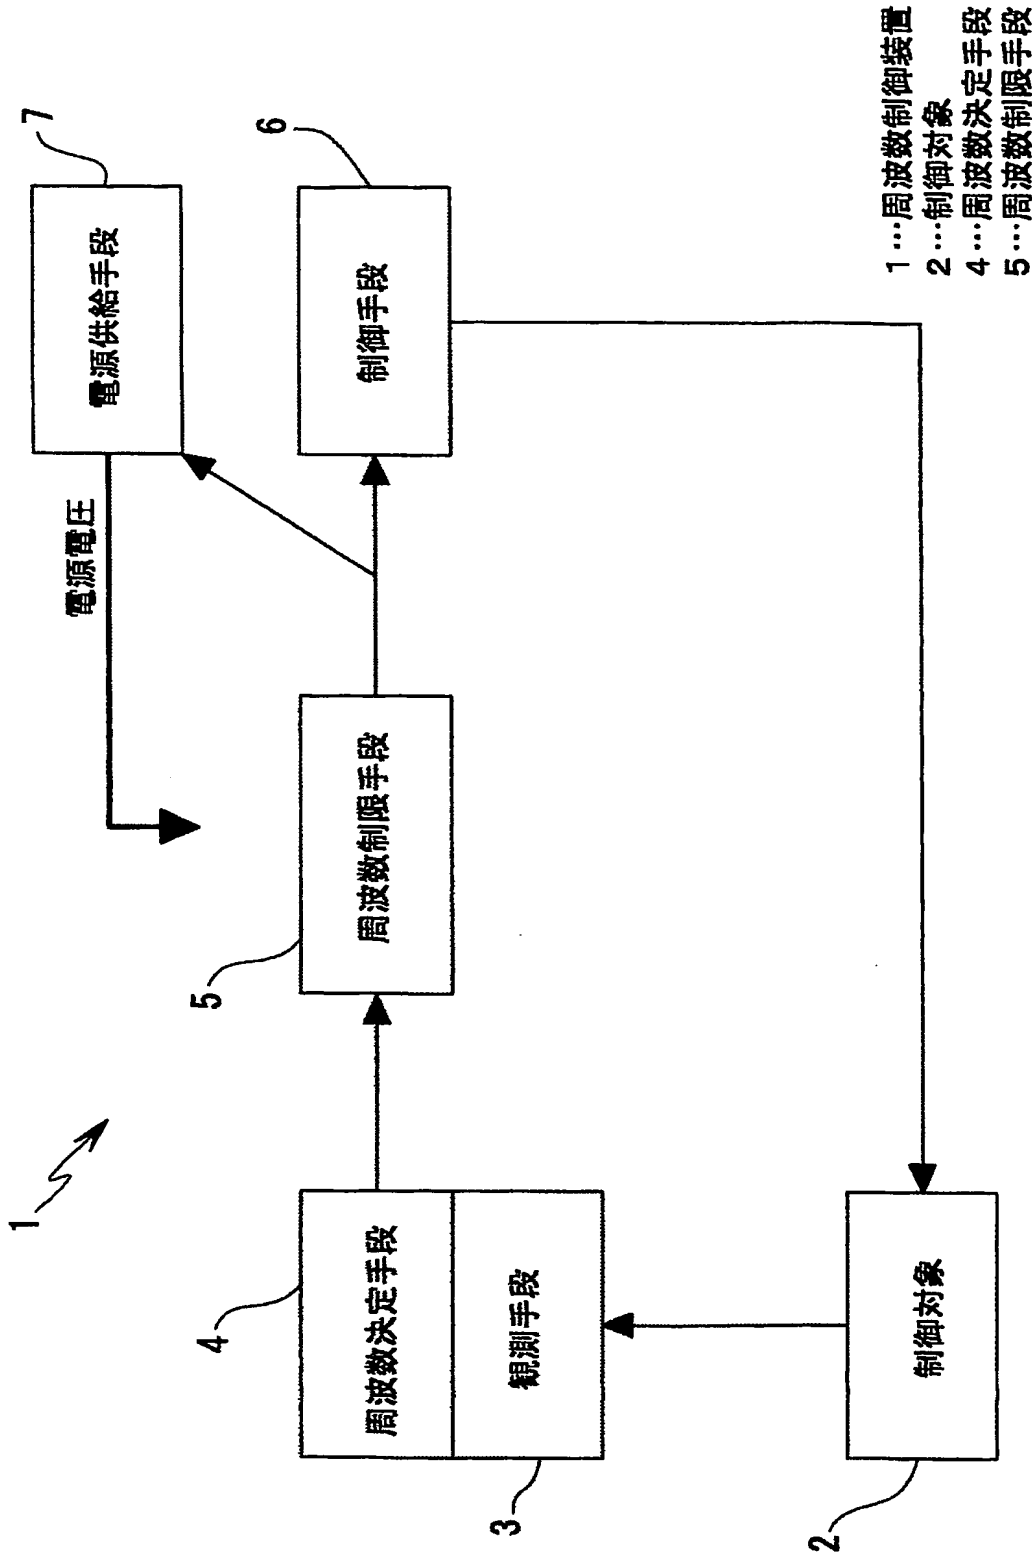 1
7
電源供給手段
電源電圧
4
周波数決定手段
5
周波数制限手段
6
制御手段
3
観測手段
2
制御対象
1…周波数制御装置
2…制御対象
4…周波数決定手段
5…周波数制限手段